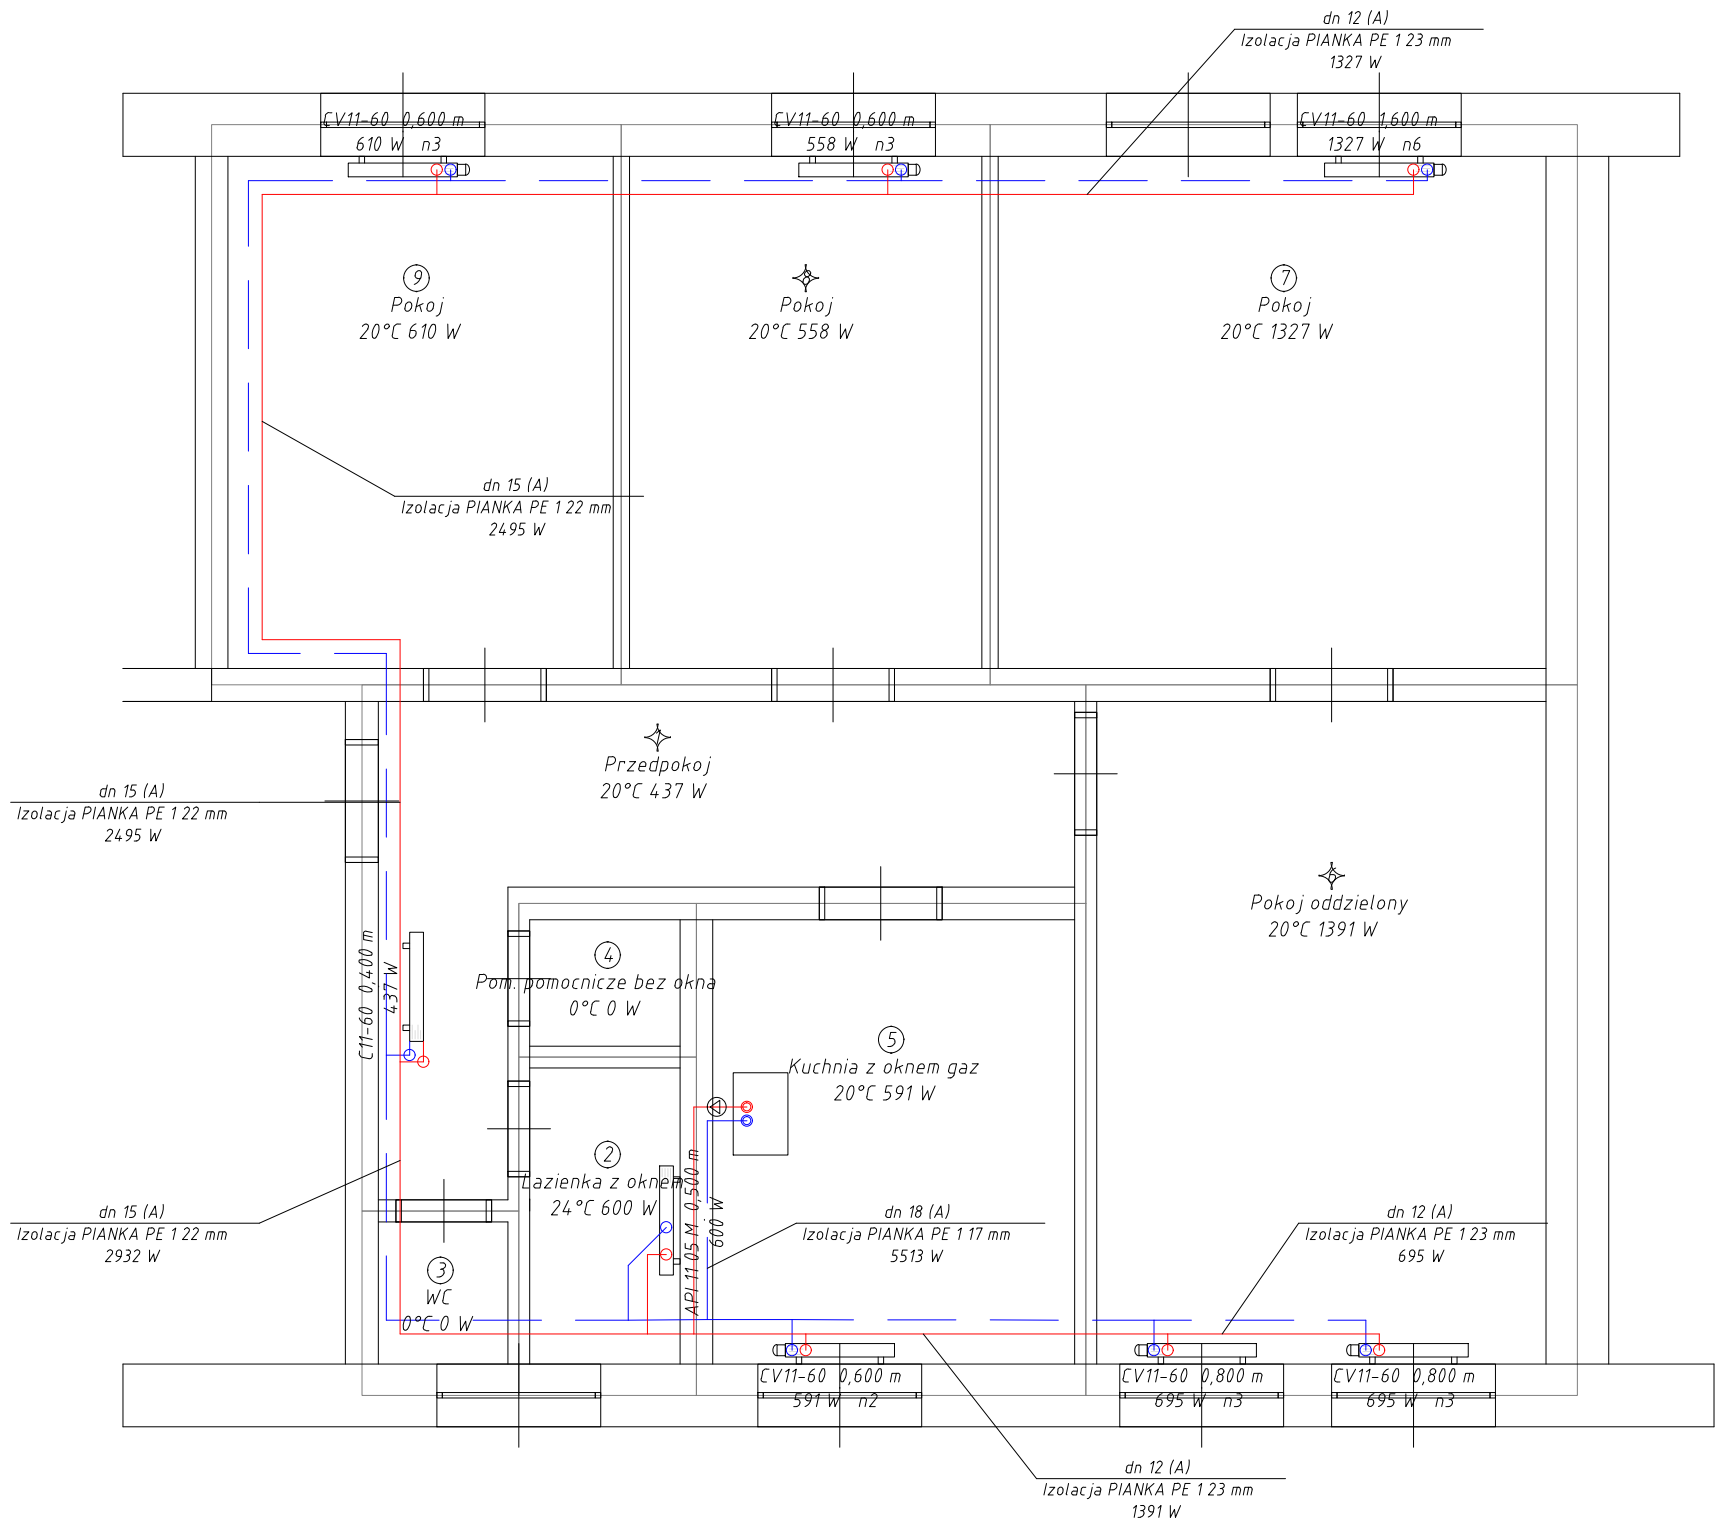 dn 12 (A)
Izolacja PIANKA PE 1 23 mm
1327 W
CV11-60 0,600 m
610 W n3
CV11-60 0,600 m
558 W n3
CV11-60 1,600 m
1327 W n6
9
Pokoj
20°C 610 W
8
Pokoj
20°C 558 W
7
Pokoj
20°C 1327 W
dn 15 (A)
Izolacja PIANKA PE 1 22 mm
2495 W
1
Przedpokoj
20°C 437 W
dn 15 (A)
Izolacja PIANKA PE 1 22 mm
2495 W
6
Pokoj oddzielony
20°C 1391 W
C11-60 0,400 m
437 W
4
Pom. pomocnicze bez okna
0°C 0 W
5
Kuchnia z oknem gaz
20°C 591 W
2
Łazienka z oknem
24°C 600 W
API 11 05 M 0,500 m
600 W
dn 15 (A)
Izolacja PIANKA PE 1 22 mm
2932 W
dn 18 (A)
Izolacja PIANKA PE 1 17 mm
5513 W
dn 12 (A)
Izolacja PIANKA PE 1 23 mm
695 W
3
WC
0°C 0 W
CV11-60 0,600 m
591 W n2
CV11-60 0,800 m
695 W n3
CV11-60 0,800 m
695 W n3
dn 12 (A)
Izolacja PIANKA PE 1 23 mm
1391 W